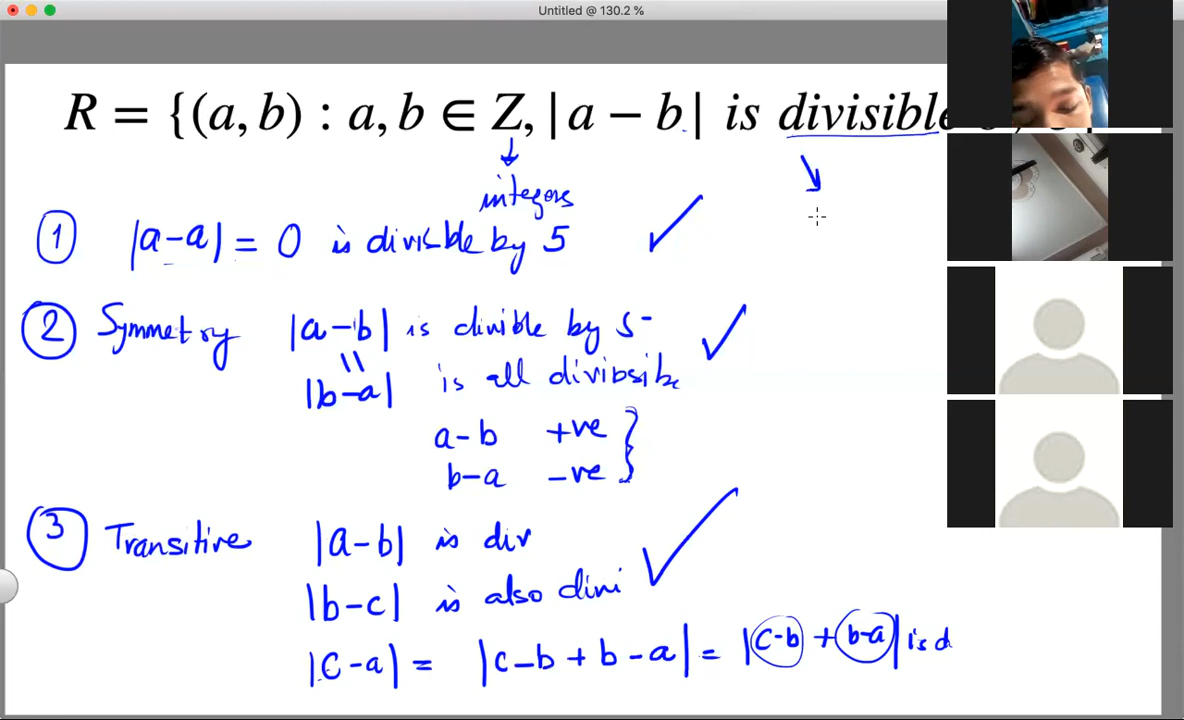 Untitled @ 130.2 %
R = {(a, b) : a, b ∈ Z, |a − b| is divisible
integers
① |a-a| = 0 is divisible by 5
② Symmetry |a-b| is divible by 5
|b-a| is all divibsible
a-b +ve
b-a -ve
③ Transitive |a-b| is div
|b-c| is also divi
|c-a| = |c-b+b-a| = |c-b + b-a| is d